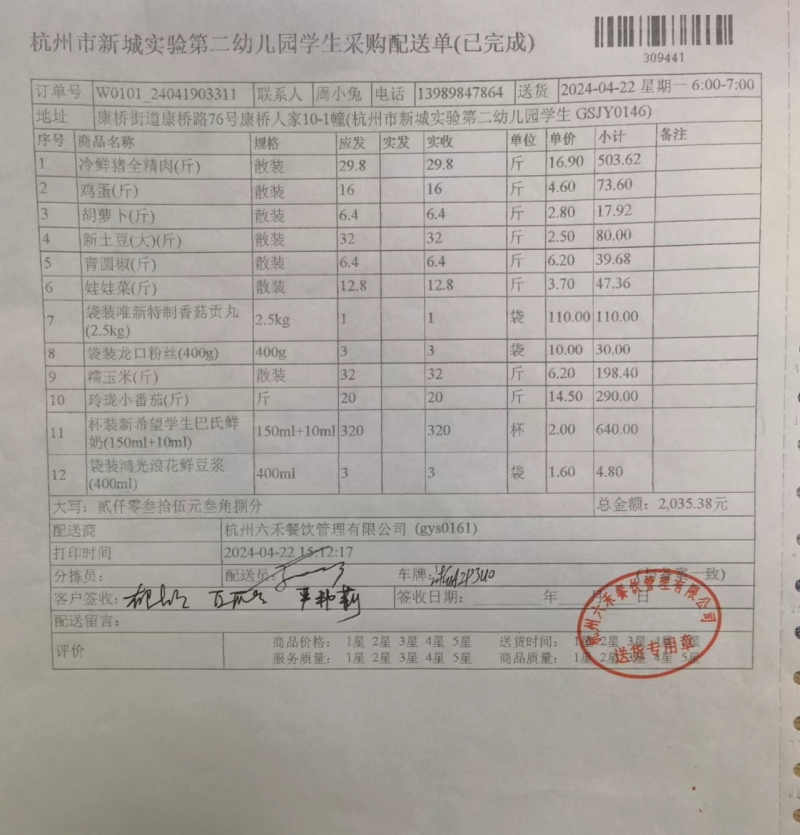 杭州市新城实验第二幼儿园学生采购配送单(已完成)
309441
订单号 W0101_24041903311 联系人 周小兔 电话 13989847864 送货 2024-04-22 星期一 6:00-7:00
地址 康桥街道康桥路76号康桥人家10-1幢(杭州市新城实验第二幼儿园学生 GSJY0146)
序号 商品名称 规格 应发 实发 实收 单位 单价 小计 备注
1 冷鲜猪全精肉(斤) 散装 29.8 29.8 斤 16.90 503.62
2 鸡蛋(斤) 散装 16 16 斤 4.60 73.60
3 胡萝卜(斤) 散装 6.4 6.4 斤 2.80 17.92
4 新土豆(大)(斤) 散装 32 32 斤 2.50 80.00
5 青圆椒(斤) 散装 6.4 6.4 斤 6.20 39.68
6 娃娃菜(斤) 散装 12.8 12.8 斤 3.70 47.36
7 袋装唯新特制香菇贡丸(2.5kg) 2.5kg 1 1 袋 110.00 110.00
8 袋装龙口粉丝(400g) 400g 3 3 袋 10.00 30.00
9 糯玉米(斤) 散装 32 32 斤 6.20 198.40
10 玲珑小番茄(斤) 斤 20 20 斤 14.50 290.00
11 杯装新希望学生巴氏鲜奶(150ml+10ml) 150ml+10ml 320 320 杯 2.00 640.00
12 袋装鸿光浪花鲜豆浆(400ml) 400ml 3 3 袋 1.60 4.80
大写：贰仟零叁拾伍元叁角捌分 总金额：2,035.38元
配送商 杭州六禾餐饮管理有限公司 (gys0161)
打印时间 2024-04-22 15:12:17
分拣员： 配送员： 车牌： 一致)
客户签收： 签收日期： 年 月 日
配送留言：
评价 商品价格： 1星 2星 3星 4星 5星 送货时间： 1星 2星 3星 4星 5星
服务质量： 1星 2星 3星 4星 5星 商品质量： 1星 2星 3星 4星 5星
杭州六禾餐饮管理有限公司
送货专用章